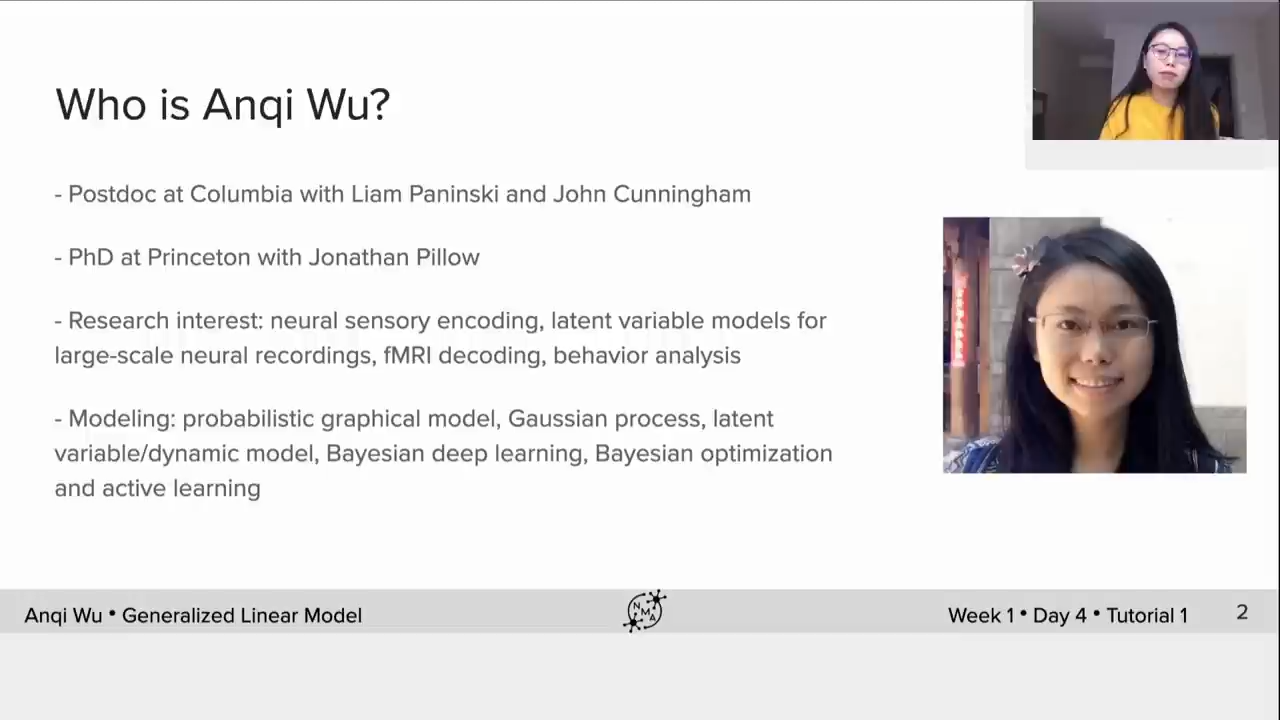 Who is Anqi Wu?
- Postdoc at Columbia with Liam Paninski and John Cunningham
- PhD at Princeton with Jonathan Pillow
- Research interest: neural sensory encoding, latent variable models for
large-scale neural recordings, fMRI decoding, behavior analysis
- Modeling: probabilistic graphical model, Gaussian process, latent
variable/dynamic model, Bayesian deep learning, Bayesian optimization
and active learning
Anqi Wu • Generalized Linear Model
N
M
A
Week 1 • Day 4 • Tutorial 1
2